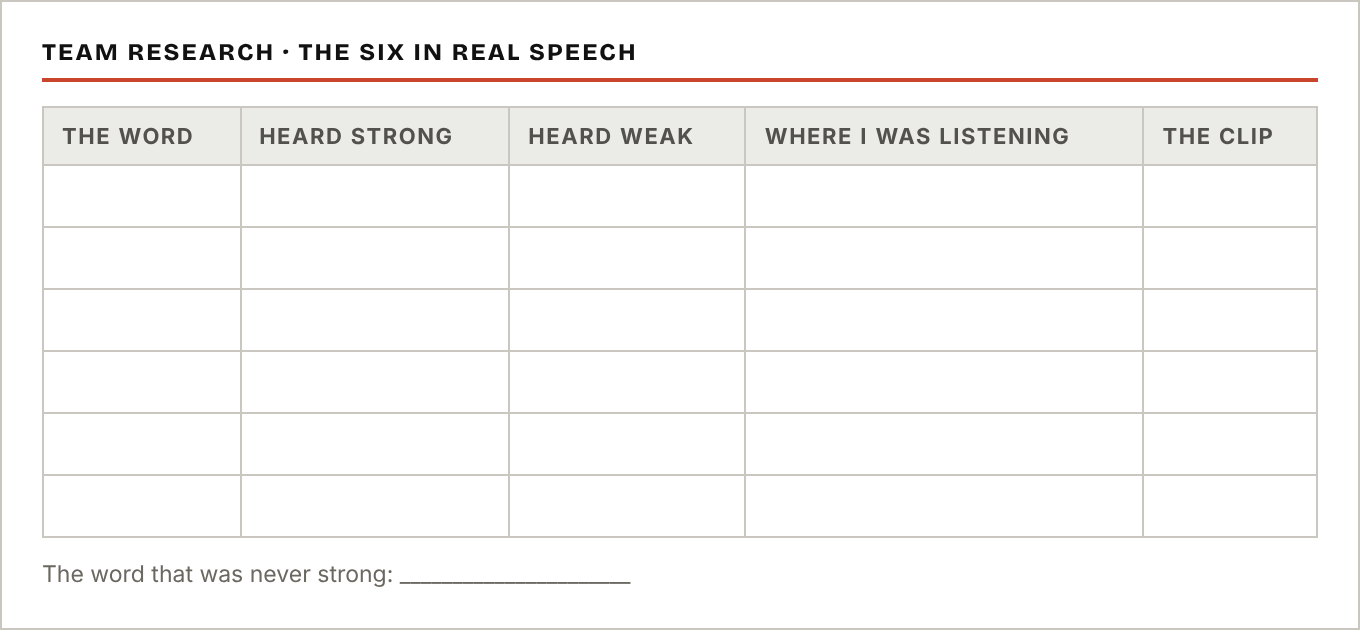 TEAM RESEARCH · THE SIX IN REAL SPEECH
THE WORD HEARD STRONG HEARD WEAK WHERE I WAS LISTENING THE CLIP
The word that was never strong: ______________________